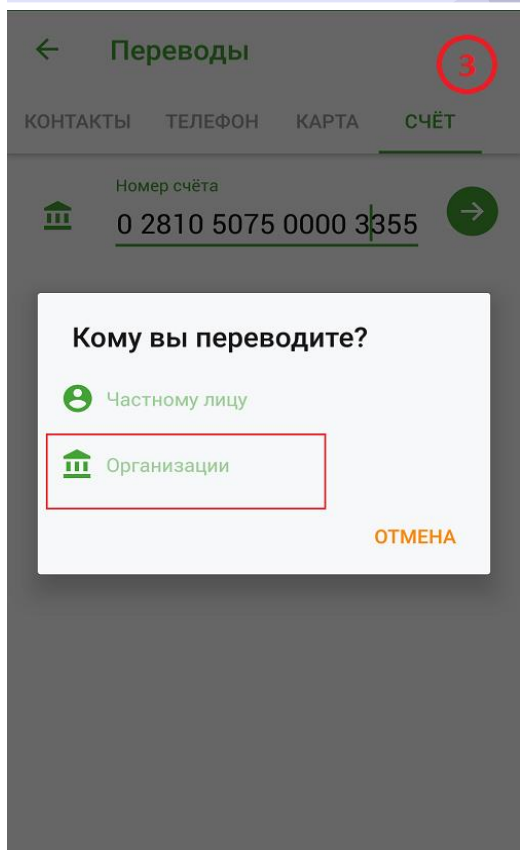 Переводы
3
КОНТАКТЫ ТЕЛЕФОН КАРТА СЧЁТ
Номер счёта
0 2810 5075 0000 3355
Кому вы переводите?
Частному лицу
Организации
ОТМЕНА